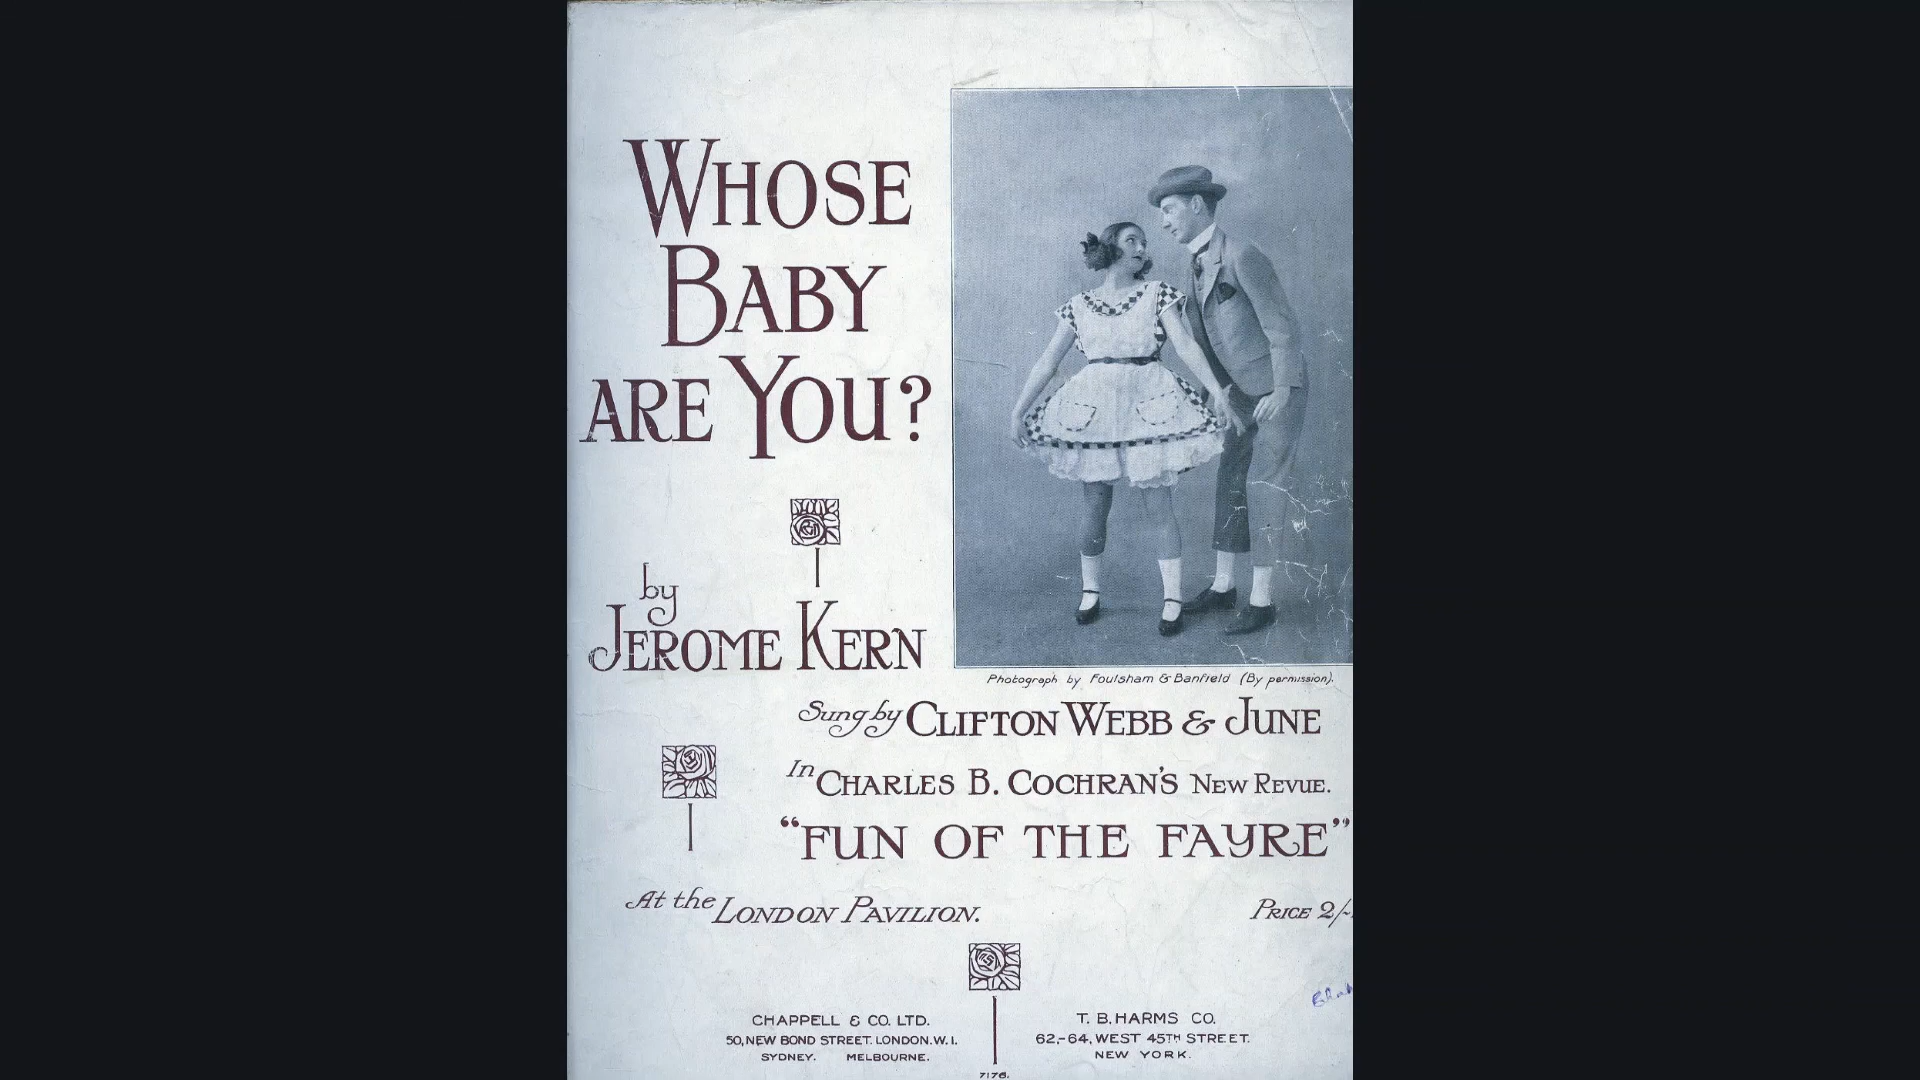 WHOSE
BABY
ARE YOU?
by
JEROME KERN
Photograph by Foulsham & Banfield (By permission).
Sung by CLIFTON WEBB & JUNE
In CHARLES B. COCHRAN'S NEW REVUE.
"FUN OF THE FAYRE"
At the LONDON PAVILION.
PRICE 2/-
CHAPPELL & CO. LTD.
50, NEW BOND STREET. LONDON. W. 1.
SYDNEY. MELBOURNE.
T. B. HARMS CO.
62,-64, WEST 45TH STREET.
NEW YORK.
7176.